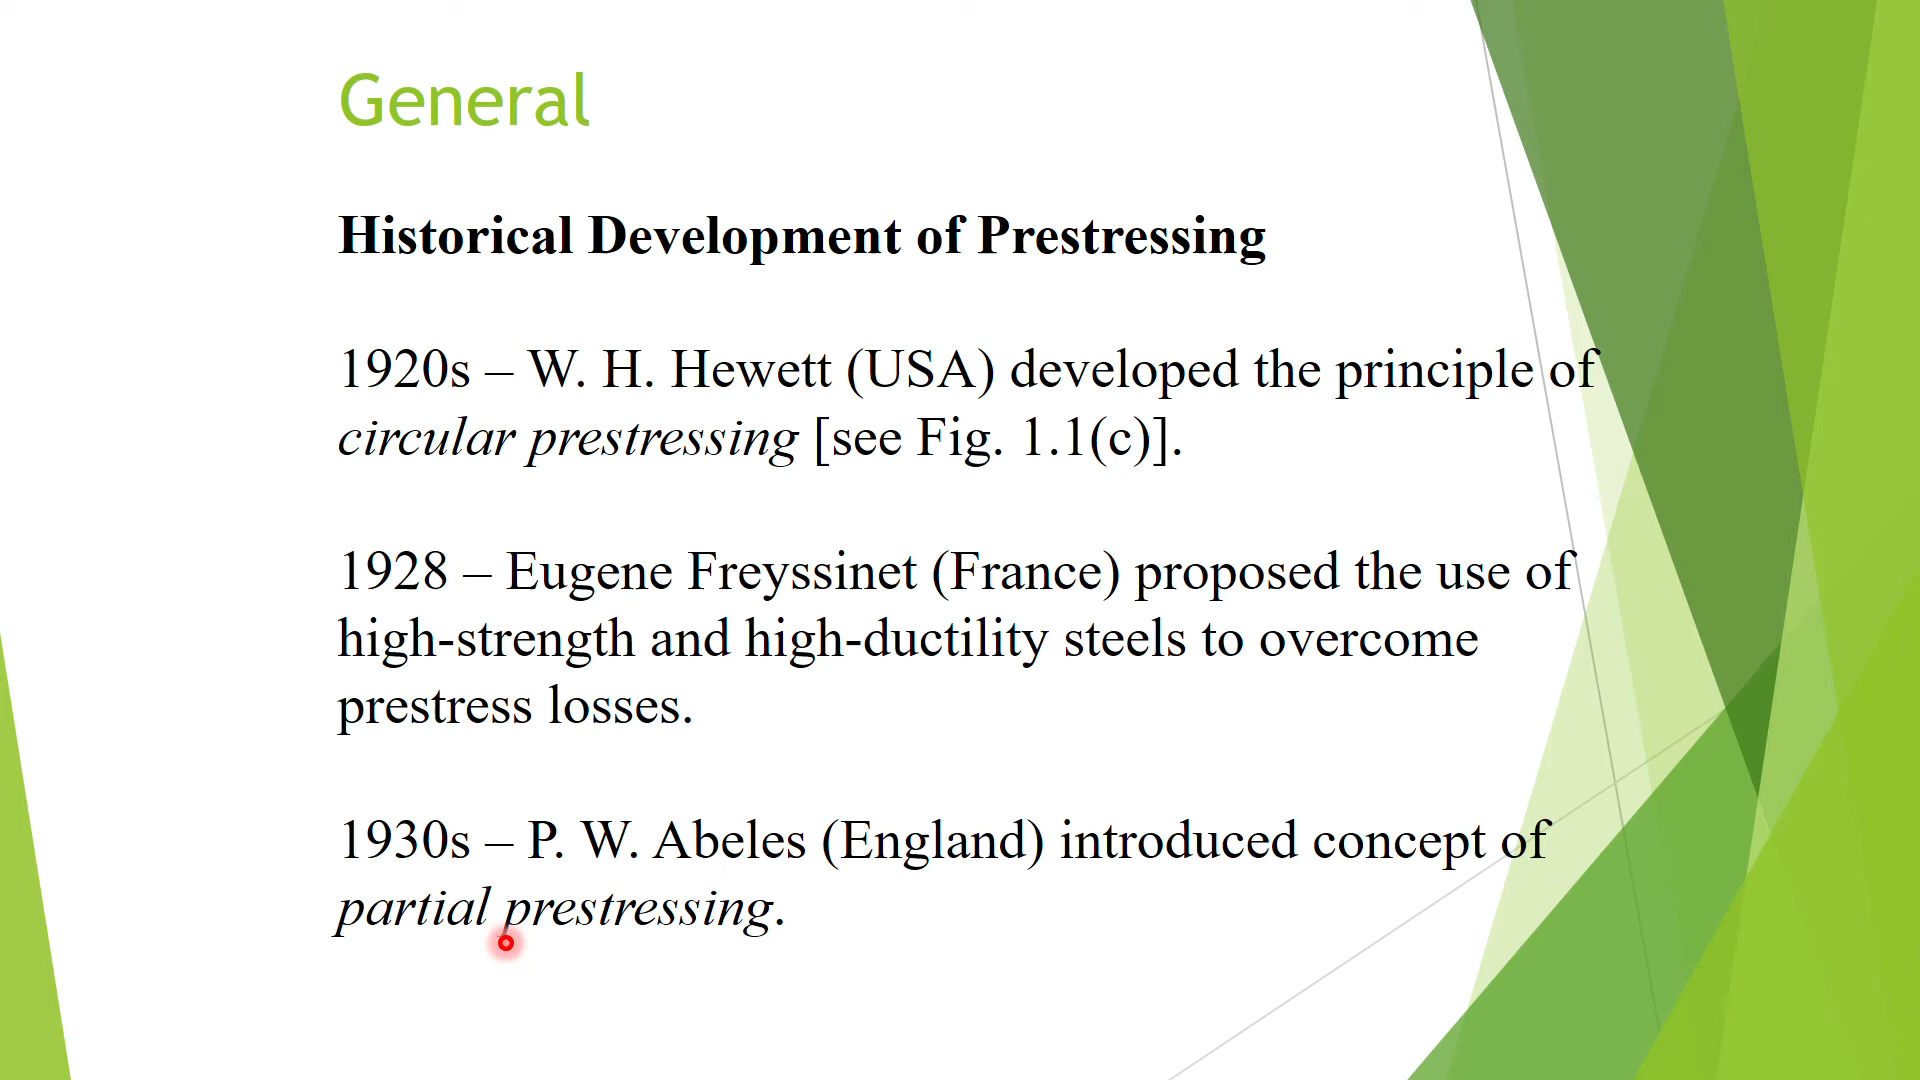 General
Historical Development of Prestressing
1920s – W. H. Hewett (USA) developed the principle of
circular prestressing [see Fig. 1.1(c)].
1928 – Eugene Freyssinet (France) proposed the use of
high-strength and high-ductility steels to overcome
prestress losses.
1930s – P. W. Abeles (England) introduced concept of
partial prestressing.